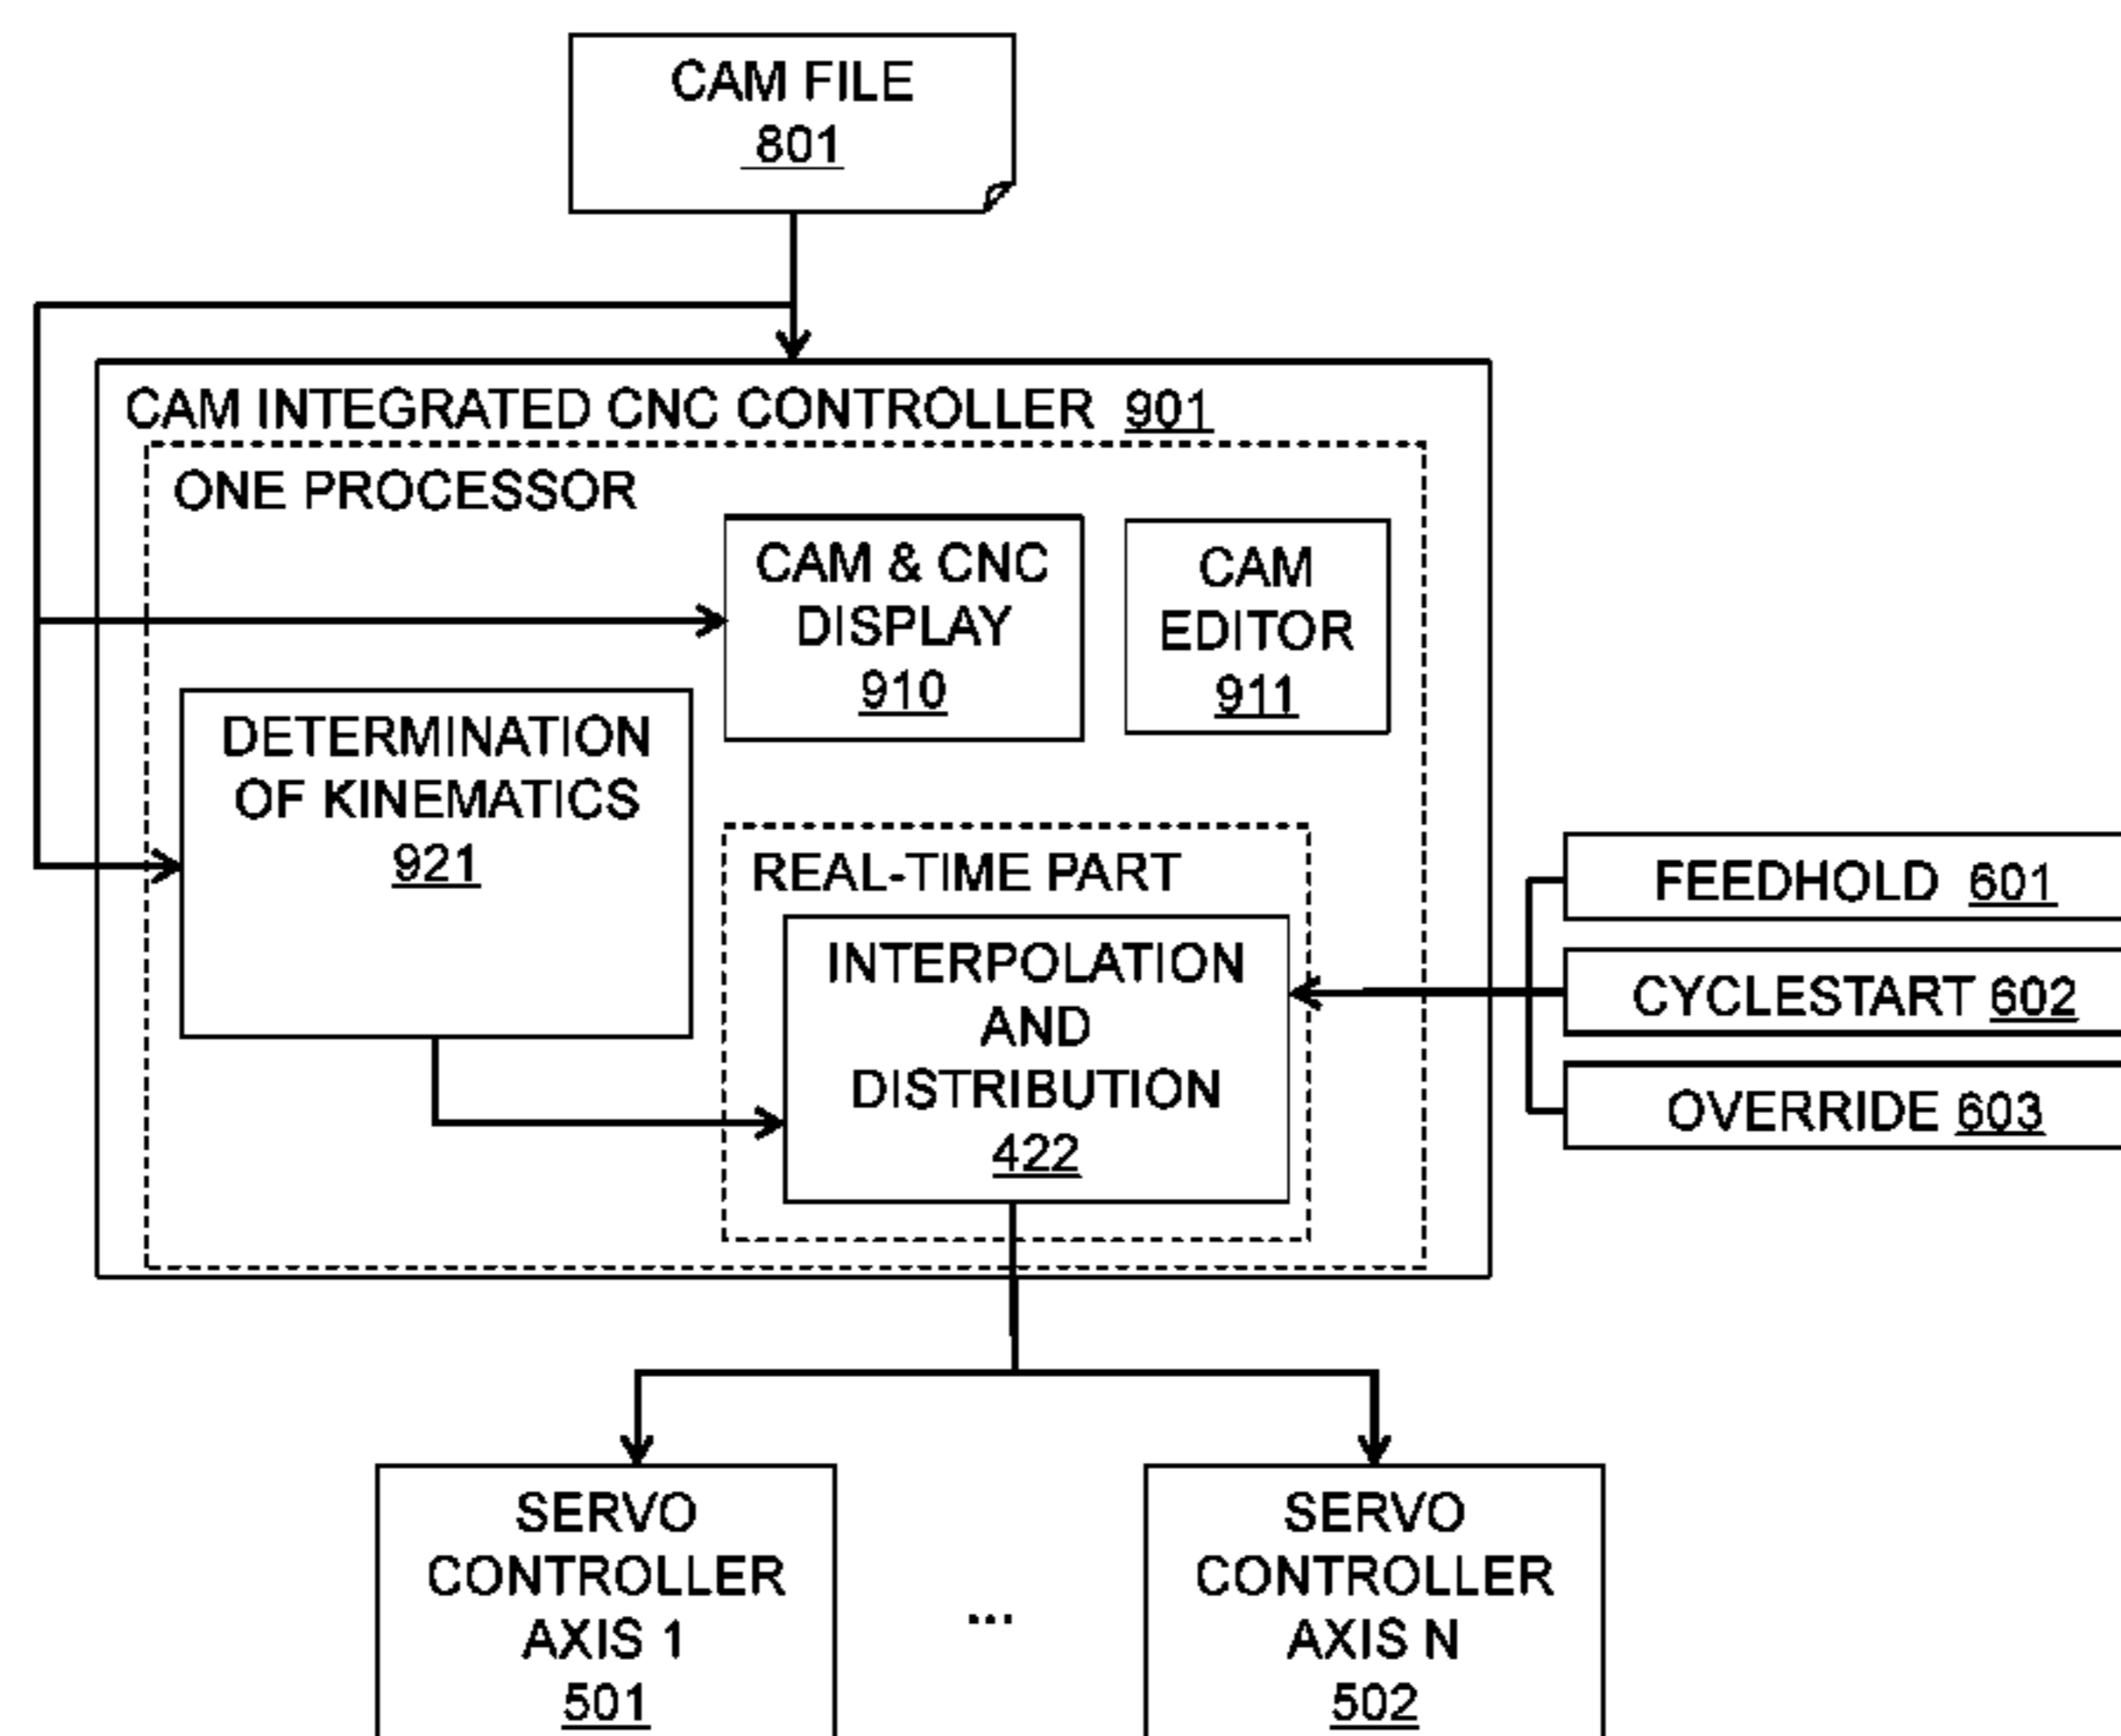 CAM FILE
801
CAM INTEGRATED CNC CONTROLLER 901
ONE PROCESSOR
CAM & CNC
DISPLAY
910
CAM
EDITOR
911
DETERMINATION
OF KINEMATICS
921
REAL-TIME PART
INTERPOLATION
AND
DISTRIBUTION
422
FEEDHOLD 601
CYCLESTART 602
OVERRIDE 603
SERVO
CONTROLLER
AXIS 1
501
...
SERVO
CONTROLLER
AXIS N
502